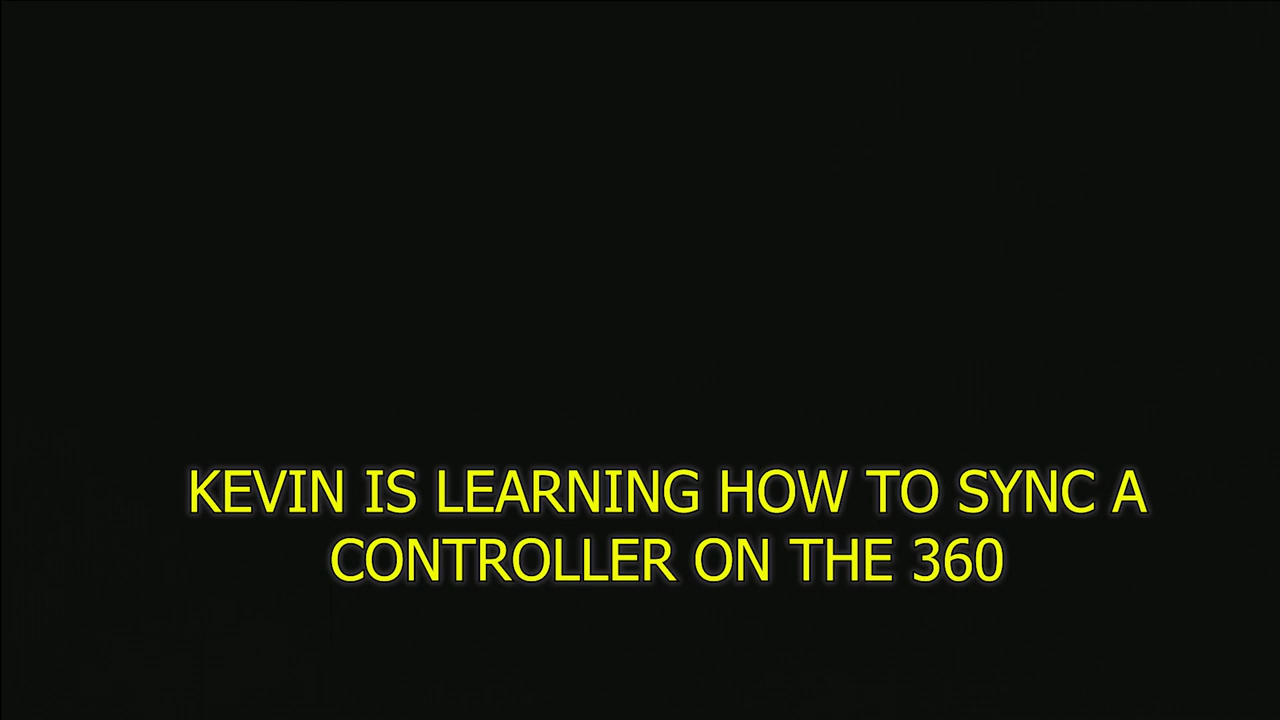 KEVIN IS LEARNING HOW TO SYNC A
CONTROLLER ON THE 360